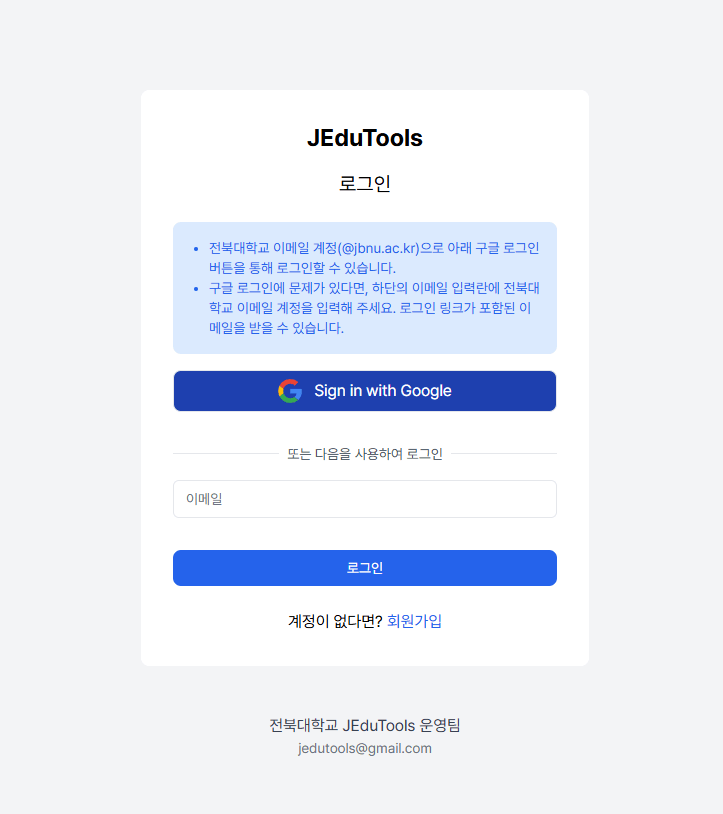 JEduTools
로그인
전북대학교 이메일 계정(@jbnu.ac.kr)으로 아래 구글 로그인
버튼을 통해 로그인할 수 있습니다.
구글 로그인에 문제가 있다면, 하단의 이메일 입력란에 전북대
학교 이메일 계정을 입력해 주세요. 로그인 링크가 포함된 이
메일을 받을 수 있습니다.
Sign in with Google
또는 다음을 사용하여 로그인
이메일
로그인
계정이 없다면? 회원가입
전북대학교 JEduTools 운영팀
jedutools@gmail.com